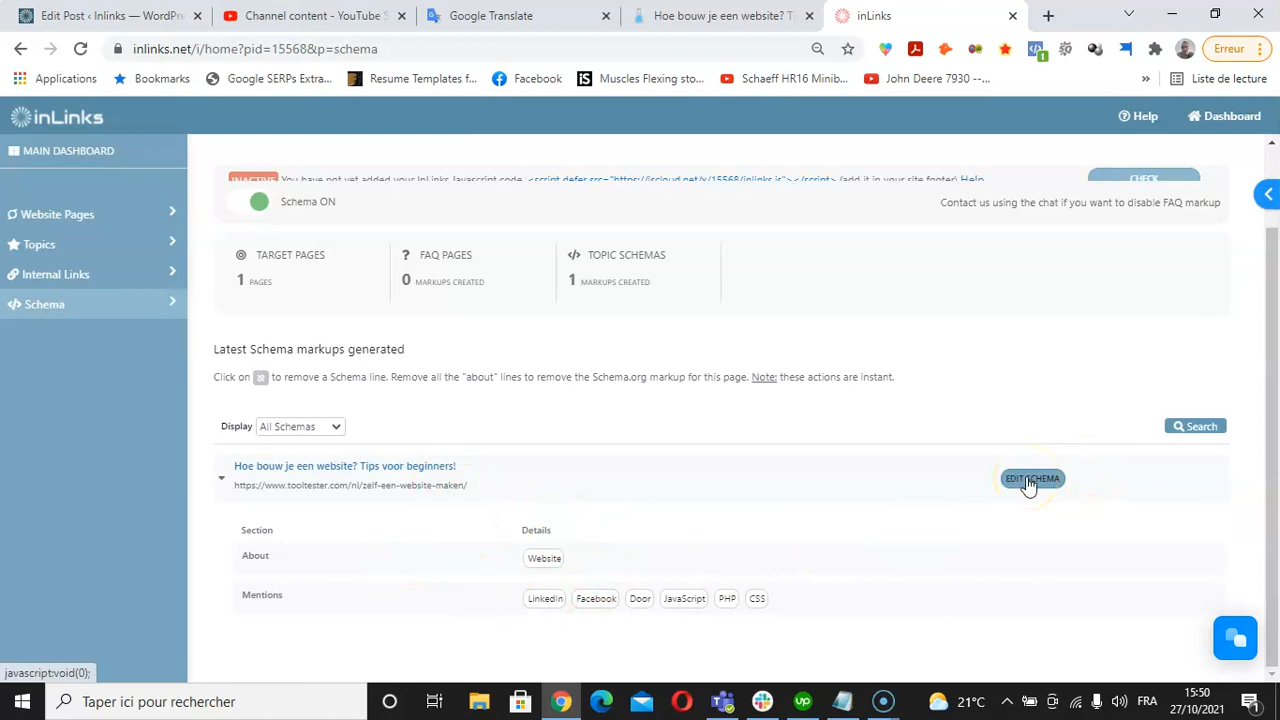 Edit Post ‹ Inlinks — WordPre
Channel content - YouTube S
Google Translate
Hoe bouw je een website? T
inLinks
inlinks.net/i/home?pid=15568&p=schema
1
Erreur
Applications
Bookmarks
Google SERPs Extra...
Resume Templates f...
Facebook
Muscles Flexing sto...
Schaeff HR16 Minib...
John Deere 7930 --...
»
Liste de lecture
inLinks
Help
Dashboard
MAIN DASHBOARD
INACTIVE You have not yet added your InLinks Javascript code. <script defer src="https://jscloud.net/x/15568/inlinks.js"></script> (add it in your site footer) Help
CHECK
Schema ON
Contact us using the chat if you want to disable FAQ markup
Website Pages
Topics
Internal Links
Schema
TARGET PAGES
1 PAGES
FAQ PAGES
0 MARKUPS CREATED
TOPIC SCHEMAS
1 MARKUPS CREATED
Latest Schema markups generated
Click on to remove a Schema line. Remove all the "about" lines to remove the Schema.org markup for this page. Note: these actions are instant.
Display All Schemas
Search
Hoe bouw je een website? Tips voor beginners!
https://www.tooltester.com/nl/zelf-een-website-maken/
EDIT SCHEMA
Section Details
About Website
Mentions LinkedIn Facebook Door JavaScript PHP CSS
javascript:void(0);
Taper ici pour rechercher
21°C
FRA
15:50
27/10/2021
1